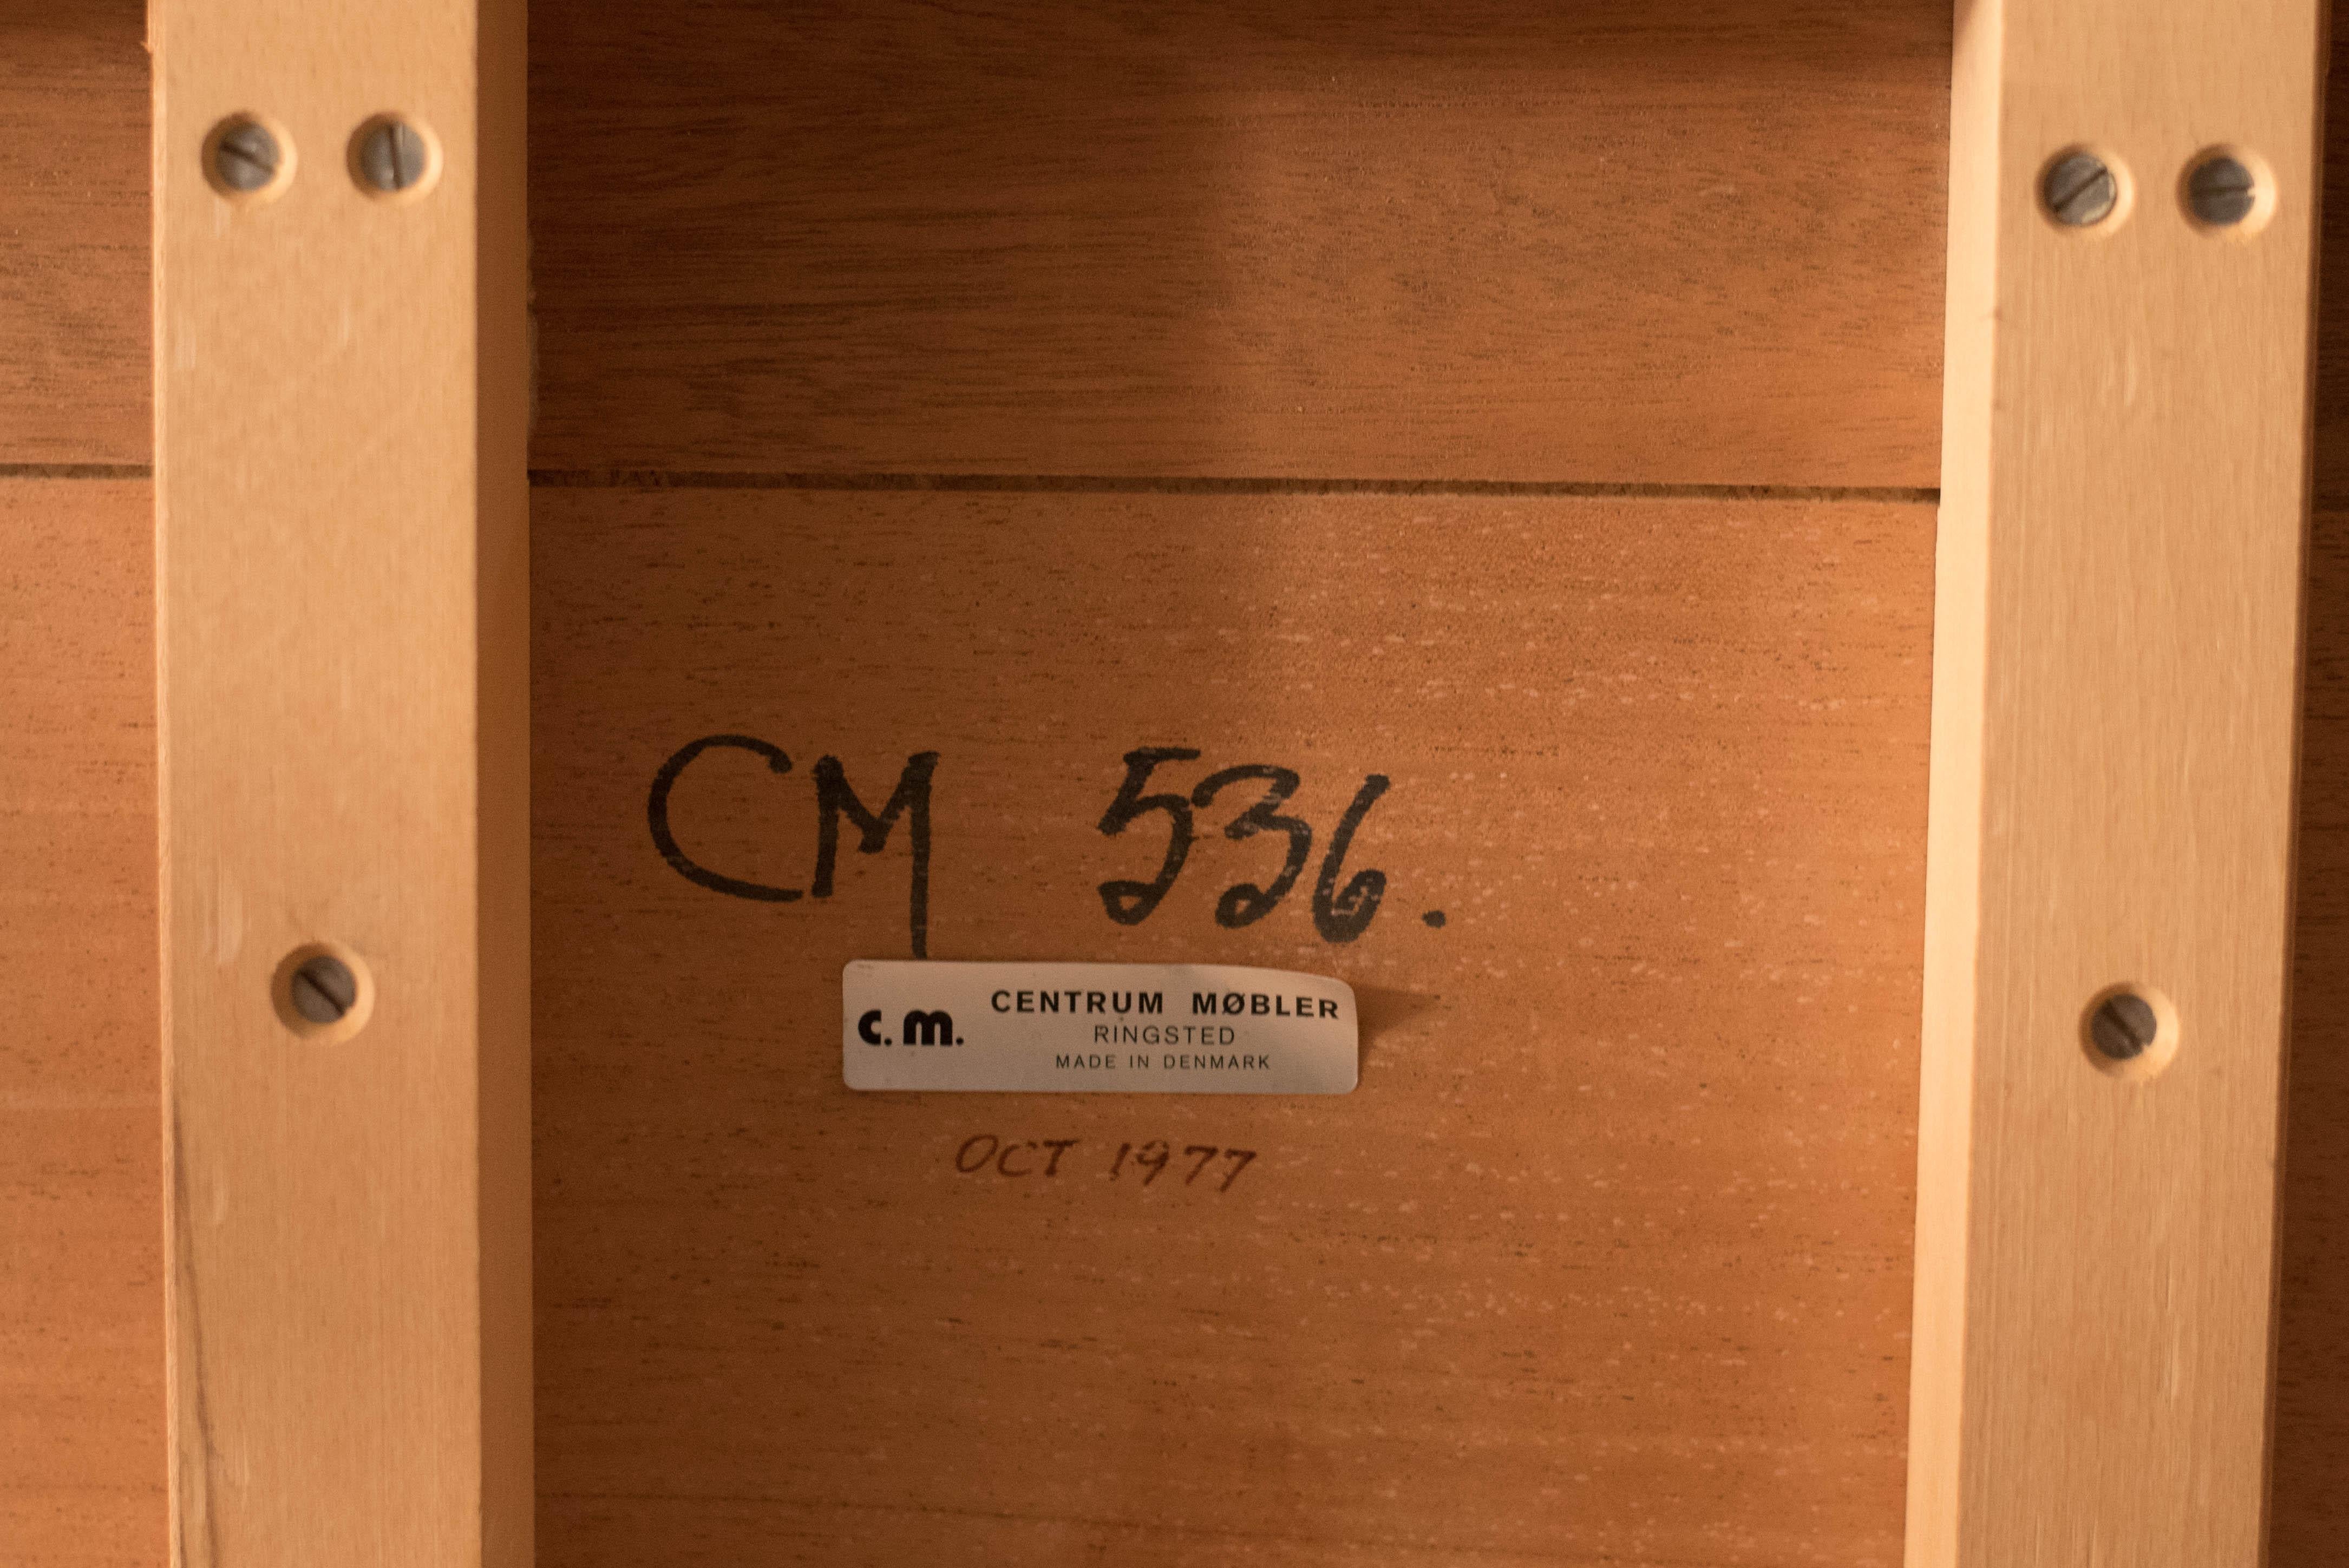 CM 536.
c.m.
CENTRUM MØBLER
RINGSTED
MADE IN DENMARK
OCT 1977